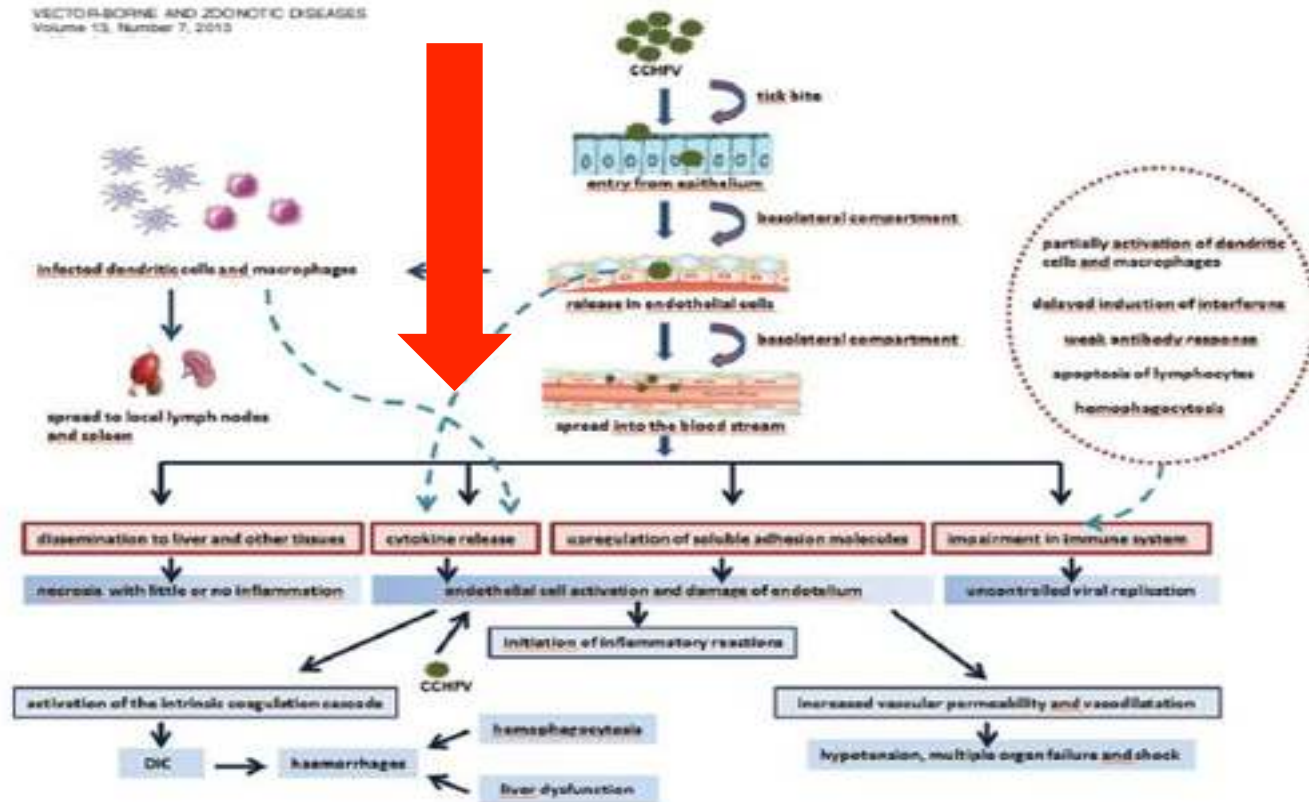 VECTOR-BORNE AND ZOONOTIC DISEASES
Volume 13, Number 7, 2013
CCHFV
tick bite
entry from epithelium
basolateral compartment
infected dendritic cells and macrophages
release in endothelial cells
basolateral compartment
spread to local lymph nodes
and spleen
spread into the blood stream
partially activation of dendritic
cells and macrophages
delayed induction of interferons
weak antibody response
apoptosis of lymphocytes
hemophagocytosis
dissemination to liver and other tissues
cytokine release
upregulation of soluble adhesion molecules
impairment in immune system
necrosis with little or no inflammation
endothelial cell activation and damage of endotelium
uncontrolled viral replication
initiation of inflammatory reactions
CCHFV
activation of the intrinsic coagulation cascade
increased vascular permeability and vasodilatation
hemophagocytosis
DIC
haemorrhages
hypotension, multiple organ failure and shock
liver dysfunction